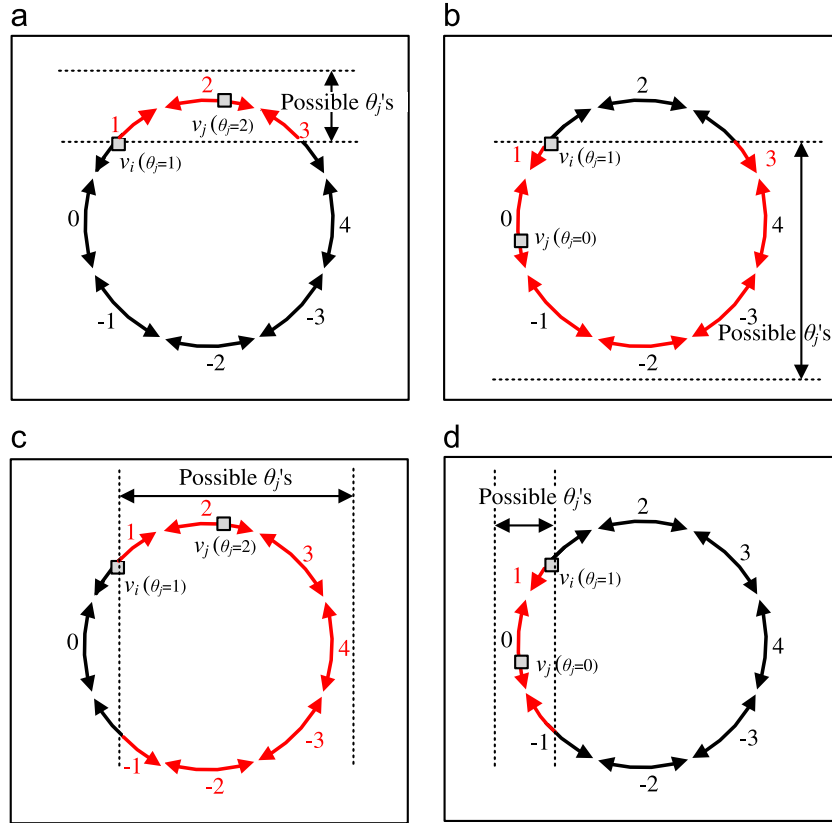 a
2
Possible θj's
1
vj (θj=2)
3
vi (θj=1)
0
4
-1
-3
-2
b
2
1
vi (θj=1)
3
0
vj (θj=0)
4
-1
-3
Possible θj's
-2
c
Possible θj's
2
1
vj (θj=2)
3
vi (θj=1)
0
4
-1
-3
-2
d
Possible θj's
2
3
1
vi (θj=1)
0
vj (θj=0)
4
-1
-3
-2